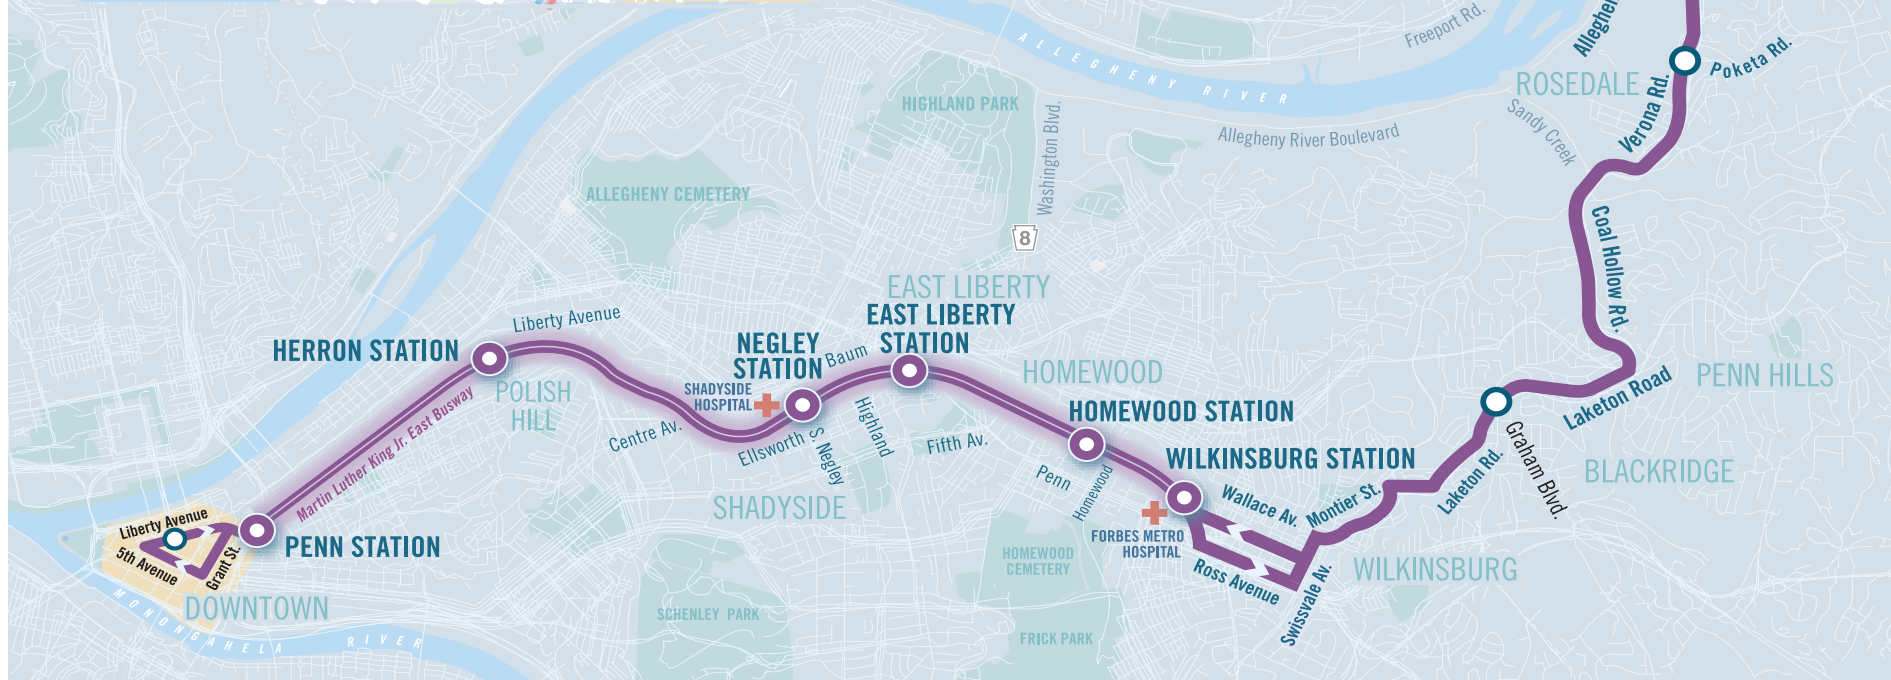 Freeport Rd.
Allegheny
Poketa Rd.
ALLEGHENY RIVER
ROSEDALE
HIGHLAND PARK
Washington Blvd.
Verona Rd.
Sandy Creek
Allegheny River Boulevard
ALLEGHENY CEMETERY
8
Coal Hollow Rd.
EAST LIBERTY
EAST LIBERTY
STATION
Liberty Avenue
HERRON STATION
NEGLEY
STATION
Baum
POLISH
HILL
SHADYSIDE
HOSPITAL
HOMEWOOD
PENN HILLS
Laketon Road
Martin Luther King Jr. East Busway
Centre Av.
Ellsworth
S. Negley
Highland
Fifth Av.
HOMEWOOD STATION
WILKINSBURG STATION
Graham Blvd.
BLACKRIDGE
Laketon Rd.
Penn
Homewood
Wallace Av.
Montier St.
SHADYSIDE
Liberty Avenue
5th Avenue
Grant St.
PENN STATION
FORBES METRO
HOSPITAL
HOMEWOOD
CEMETERY
Ross Avenue
Swissvale Av.
WILKINSBURG
DOWNTOWN
SCHENLEY PARK
FRICK PARK
MONONGAHELA RIVER